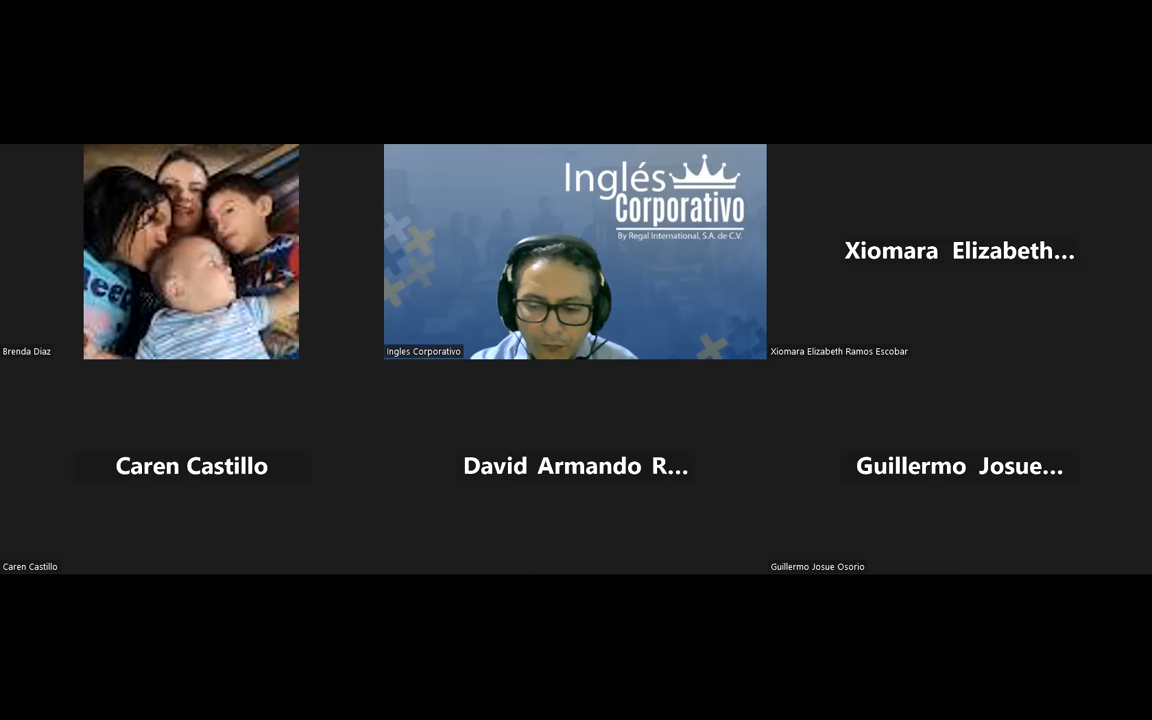 Inglés
Corporativo
By Regal International, S.A. de C.V.
Xiomara Elizabeth...
Brenda Diaz
Ingles Corporativo
Xiomara Elizabeth Ramos Escobar
Caren Castillo
David Armando R...
Guillermo Josue...
Caren Castillo
Guillermo Josue Osorio